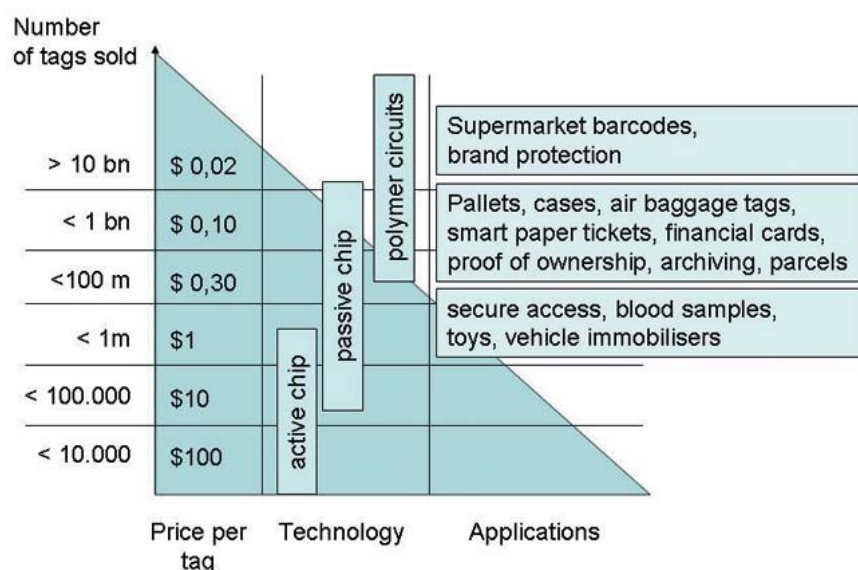 Number
of tags sold
> 10 bn
$ 0,02
< 1 bn
$ 0,10
<100 m
$ 0,30
< 1m
$1
< 100.000
$10
< 10.000
$100
active chip
passive chip
polymer circuits
Supermarket barcodes,
brand protection
Pallets, cases, air baggage tags,
smart paper tickets, financial cards,
proof of ownership, archiving, parcels
secure access, blood samples,
toys, vehicle immobilisers
Price per
tag
Technology
Applications